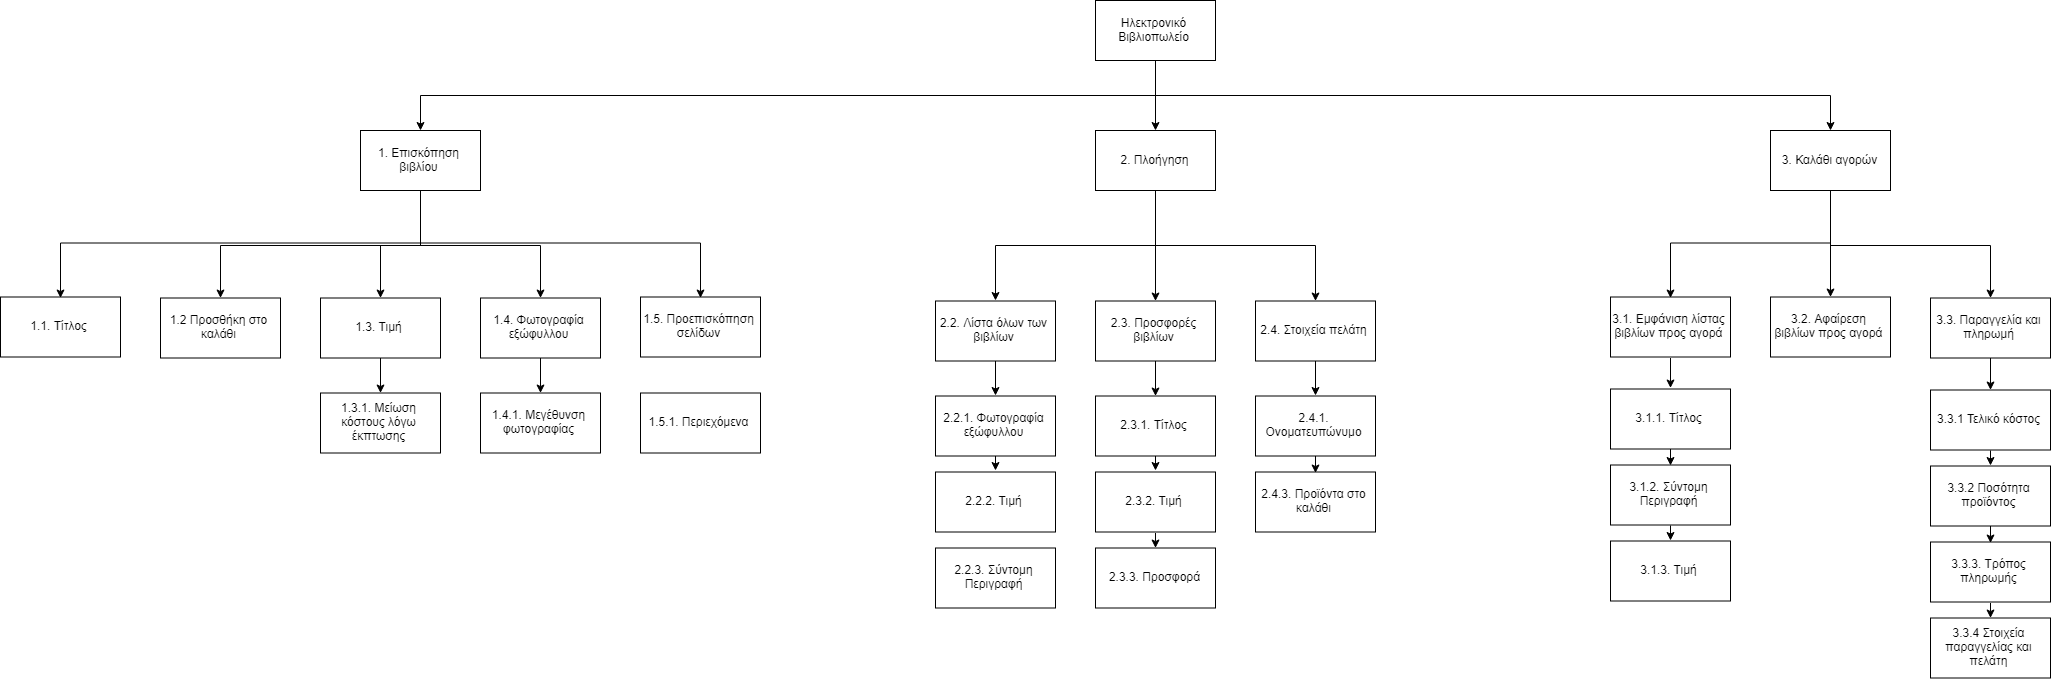 Ηλεκτρονικό
Βιβλιοπωλείο
1. Επισκόπηση
βιβλίου
2. Πλοήγηση
3. Καλάθι αγορών
1.1. Τίτλος
1.2 Προσθήκη στο
καλάθι
1.3. Τιμή
1.4. Φωτογραφία
εξώφυλλου
1.5. Προεπισκόπηση
σελίδων
2.2. Λίστα όλων των
βιβλίων
2.3. Προσφορές
βιβλίων
2.4. Στοιχεία πελάτη
3.1. Εμφάνιση λίστας
βιβλίων προς αγορά
3.2. Αφαίρεση
βιβλίων προς αγορά
3.3. Παραγγελία και
πληρωμή
1.3.1. Μείωση
κόστους λόγω
έκπτωσης
1.4.1. Μεγέθυνση
φωτογραφίας
1.5.1. Περιεχόμενα
2.2.1. Φωτογραφία
εξώφυλλου
2.3.1. Τίτλος
2.4.1.
Ονοματευπώνυμο
3.1.1. Τίτλος
3.3.1 Τελικό κόστος
2.2.2. Τιμή
2.3.2. Τιμή
2.4.3. Προϊόντα στο
καλάθι
3.1.2. Σύντομη
Περιγραφή
3.3.2 Ποσότητα
προϊόντος
2.2.3. Σύντομη
Περιγραφή
2.3.3. Προσφορά
3.1.3. Τιμή
3.3.3. Τρόπος
πληρωμής
3.3.4 Στοιχεία
παραγγελίας και
πελάτη